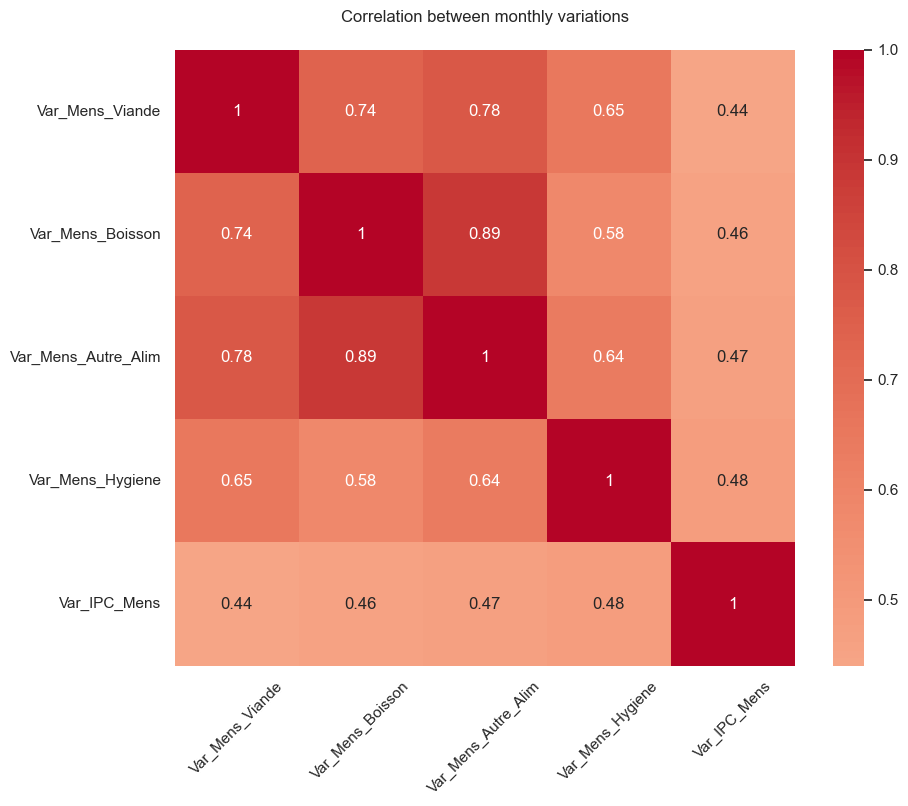 Correlation between monthly variations
Var_Mens_Viande 1 0.74 0.78 0.65 0.44
Var_Mens_Boisson 0.74 1 0.89 0.58 0.46
Var_Mens_Autre_Alim 0.78 0.89 1 0.64 0.47
Var_Mens_Hygiene 0.65 0.58 0.64 1 0.48
Var_IPC_Mens 0.44 0.46 0.47 0.48 1
Var_Mens_Viande
Var_Mens_Boisson
Var_Mens_Autre_Alim
Var_Mens_Hygiene
Var_IPC_Mens
1.0
0.9
0.8
0.7
0.6
0.5